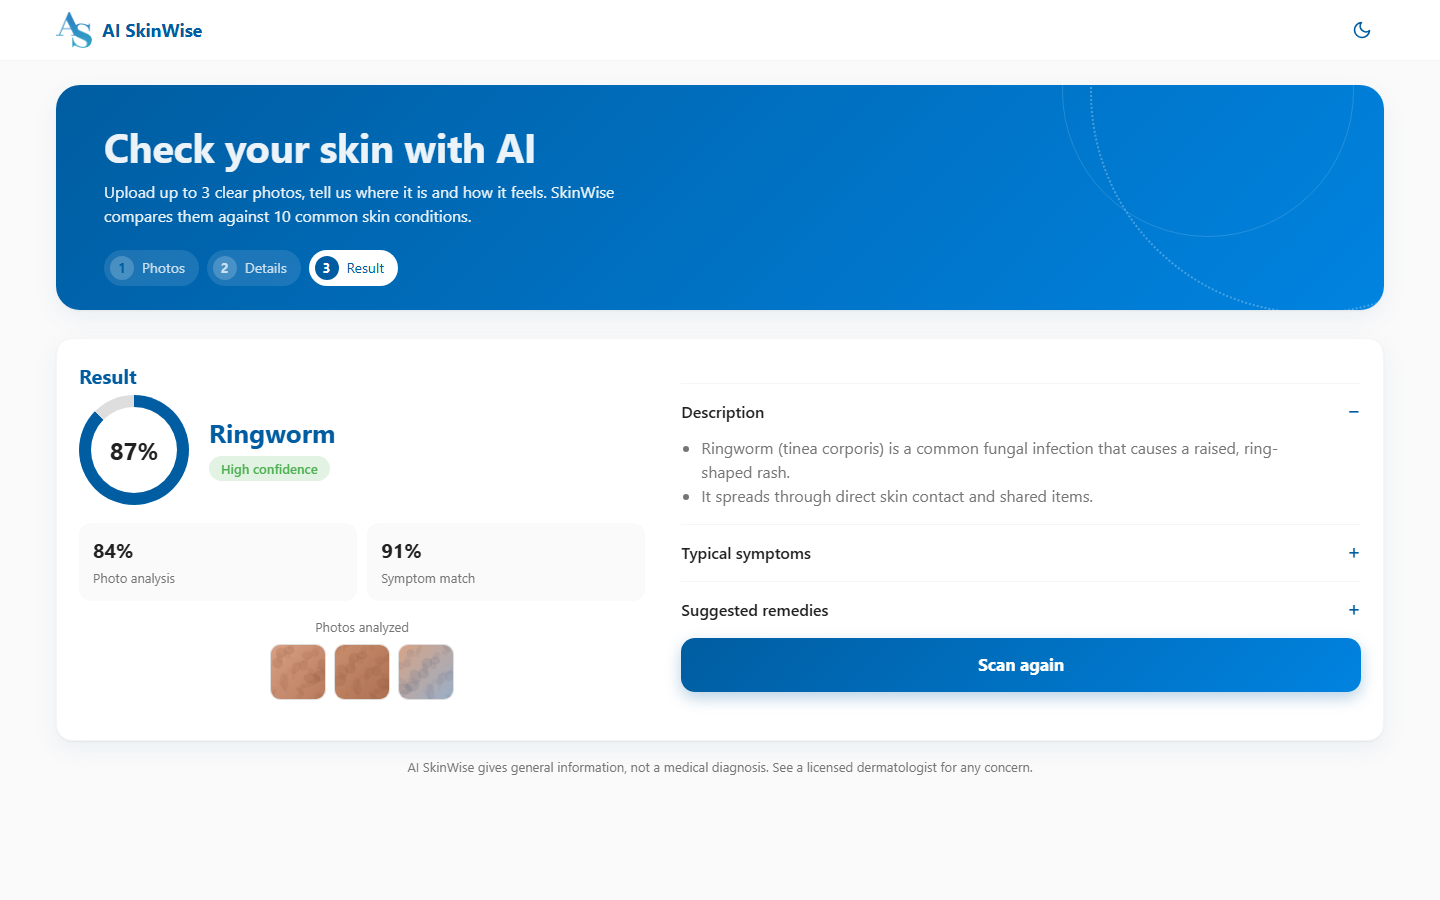 AS AI SkinWise
Check your skin with AI
Upload up to 3 clear photos, tell us where it is and how it feels. SkinWise
compares them against 10 common skin conditions.
1 Photos 2 Details 3 Result
Result
87%
Ringworm
High confidence
84%
Photo analysis
91%
Symptom match
Photos analyzed
Description −
• Ringworm (tinea corporis) is a common fungal infection that causes a raised, ring-
shaped rash.
• It spreads through direct skin contact and shared items.
Typical symptoms +
Suggested remedies +
Scan again
AI SkinWise gives general information, not a medical diagnosis. See a licensed dermatologist for any concern.